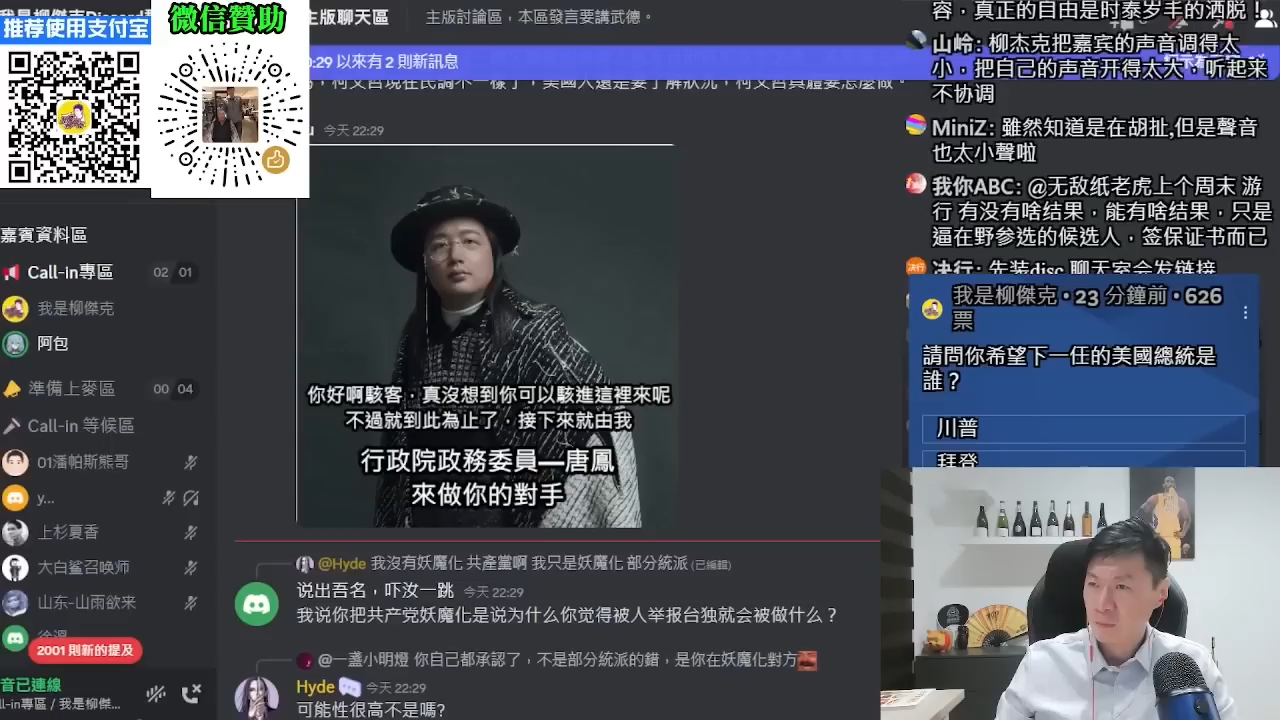 推荐使用支付宝
微信贊助
主版聊天區
主版討論區，本區發言要講武德。
:29 以來有 2 則新訊息
今天 22:29
你好啊駭客，真沒想到你可以駭進這裡來呢
不過就到此為止了，接下來就由我
行政院政務委員—唐鳳
來做你的對手
@Hyde 我沒有妖魔化 共產黨啊 我只是妖魔化 部分統派 (已編輯)
说出吾名，吓汝一跳 今天 22:29
我说你把共产党妖魔化是说为什么你觉得被人举报台独就会被做什么？
@一盞小明燈 你自己都承認了，不是部分統派的錯，是你在妖魔化對方
Hyde 今天 22:29
可能性很高不是嗎?
嘉賓資料區
Call-in專區 02 01
我是柳傑克
阿包
準備上麥區 00 04
Call-in 等候區
01潘帕斯熊哥
y...
上杉夏香
大白鲨召唤师
山东-山雨欲来
2001 則新的提及
音已連線
ll-in專區 / 我是柳傑...
容，真正的自由是时泰岁手的洒脱！
山岭: 柳杰克把嘉宾的声音调得太
小，把自己的声音开得太大，听起来
不协调
MiniZ: 雖然知道是在胡扯,但是聲音
也太小聲啦
我你ABC: @无敌纸老虎上个周末 游
行 有没有啥结果，能有啥结果，只是
逼在野参选的候选人，签保证书而已
决行: 先装disc 聊天室会发链接
我是柳傑克 • 23 分鐘前 • 626
票
請問你希望下一任的美國總統是
誰？
川普
拜登